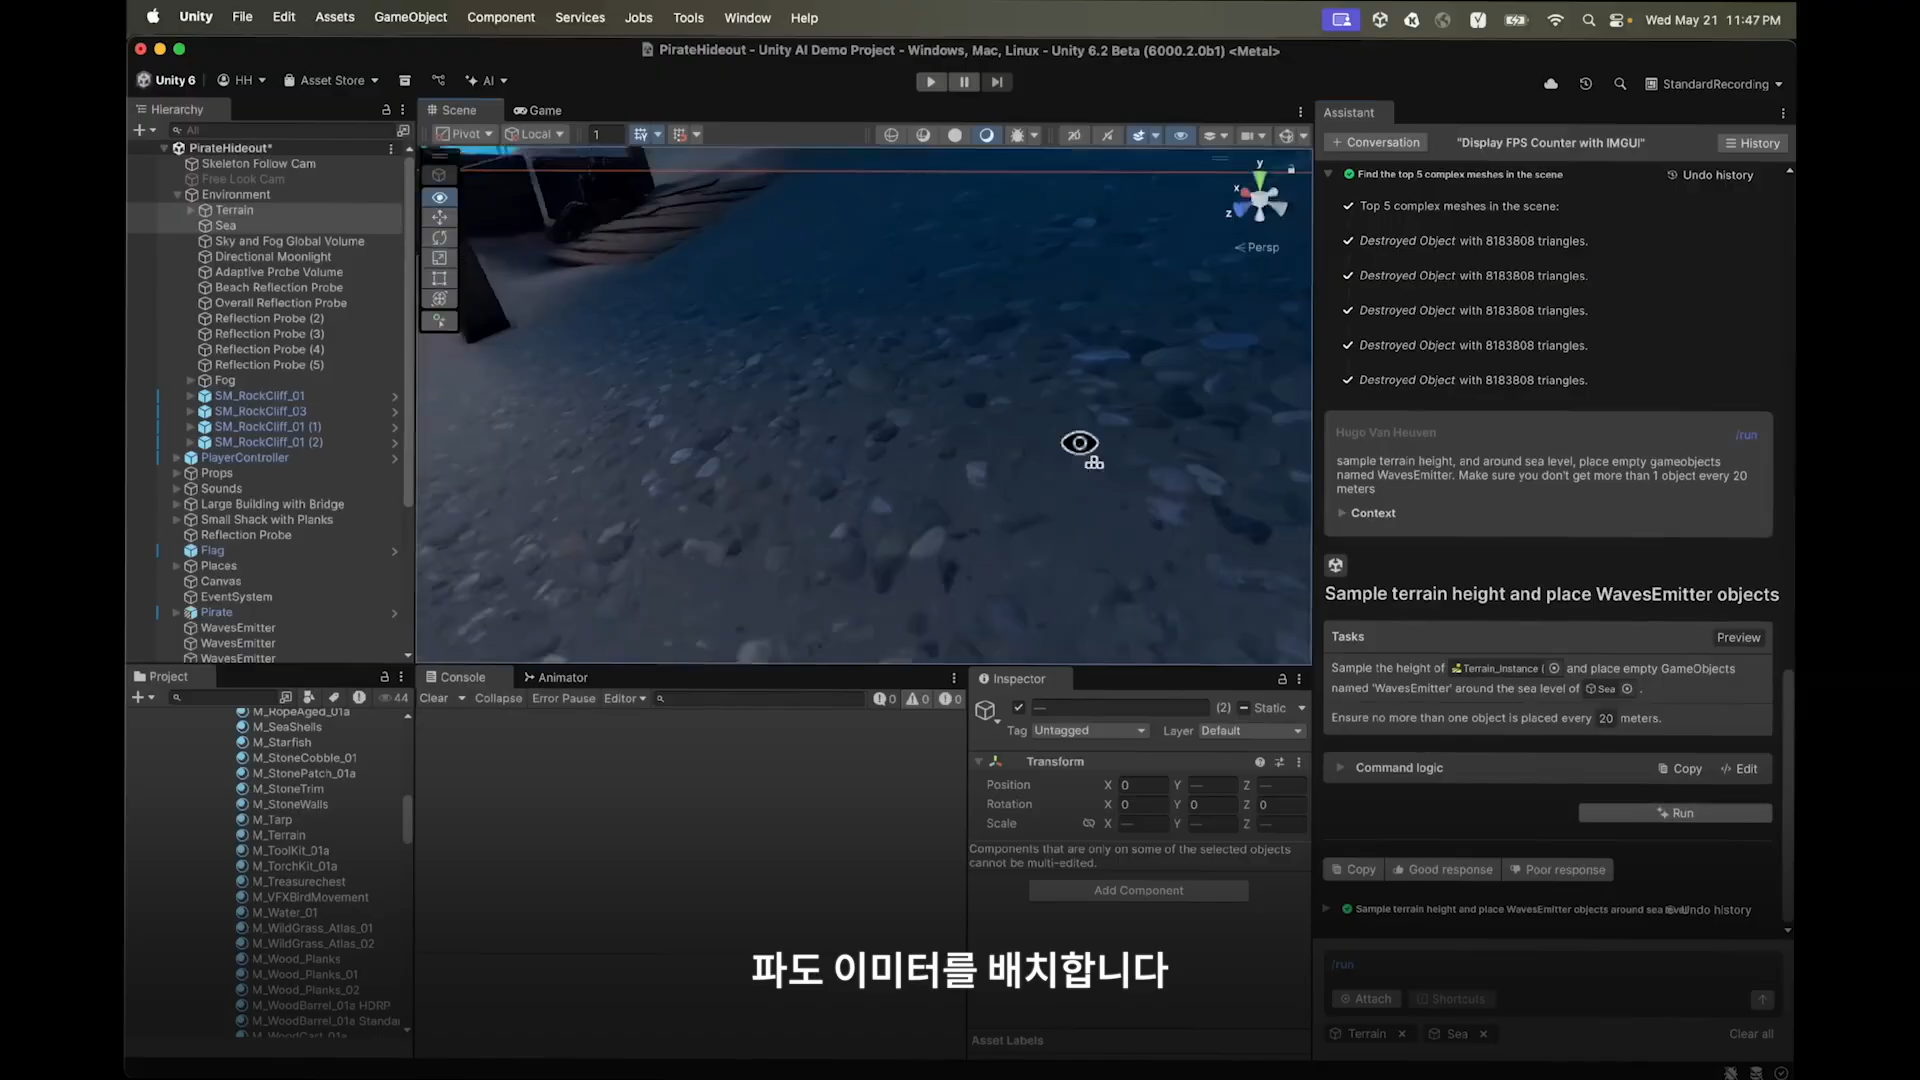 Unity File Edit Assets GameObject Component Services Jobs Tools Window Help
Wed May 21 11:47 PM
PirateHideout - Unity AI Demo Project - Windows, Mac, Linux - Unity 6.2 Beta (6000.2.0b1) <Metal>
Unity 6 HH Asset Store AI
StandardRecording
Hierarchy
All
PirateHideout*
Skeleton Follow Cam
Free Look Cam
Environment
Terrain
Sea
Sky and Fog Global Volume
Directional Moonlight
Adaptive Probe Volume
Beach Reflection Probe
Overall Reflection Probe
Reflection Probe (2)
Reflection Probe (3)
Reflection Probe (4)
Reflection Probe (5)
Fog
SM_RockCliff_01
SM_RockCliff_03
SM_RockCliff_01 (1)
SM_RockCliff_01 (2)
PlayerController
Props
Sounds
Large Building with Bridge
Small Shack with Planks
Reflection Probe
Flag
Places
Canvas
EventSystem
Pirate
WavesEmitter
WavesEmitter
WavesEmitter
Scene Game
Pivot Local 1
y
x
z
Persp
Project
44
M_RopeAged_01a
M_SeaShells
M_Starfish
M_StoneCobble_01
M_StonePatch_01a
M_StoneTrim
M_StoneWalls
M_Tarp
M_Terrain
M_ToolKit_01a
M_TorchKit_01a
M_Treasurechest
M_VFXBirdMovement
M_Water_01
M_WildGrass_Atlas_01
M_WildGrass_Atlas_02
M_Wood_Planks
M_Wood_Planks_01
M_Wood_Planks_02
M_WoodBarrel_01a HDRP
M_WoodBarrel_01a Standar
M_WoodCart_01a
Console Animator
Clear Collapse Error Pause Editor
0 0 0
Inspector
— (2) Static
Tag Untagged Layer Default
Transform
Position X 0 Y — Z —
Rotation X 0 Y 0 Z 0
Scale X — Y — Z —
Components that are only on some of the selected objects
cannot be multi-edited.
Add Component
Asset Labels
Assistant
+ Conversation "Display FPS Counter with IMGUI" History
Find the top 5 complex meshes in the scene Undo history
Top 5 complex meshes in the scene:
Destroyed Object with 8183808 triangles.
Destroyed Object with 8183808 triangles.
Destroyed Object with 8183808 triangles.
Destroyed Object with 8183808 triangles.
Destroyed Object with 8183808 triangles.
Hugo Van Heuven /run
sample terrain height, and around sea level, place empty gameobjects
named WavesEmitter. Make sure you don't get more than 1 object every 20
meters
Context
Sample terrain height and place WavesEmitter objects
Tasks Preview
Sample the height of Terrain_Instance ( and place empty GameObjects
named 'WavesEmitter' around the sea level of Sea .
Ensure no more than one object is placed every 20 meters.
Command logic Copy Edit
Run
Copy Good response Poor response
Sample terrain height and place WavesEmitter objects around sea level Undo history
/run
Attach Shortcuts
Terrain × Sea × Clear all
파도 이미터를 배치합니다